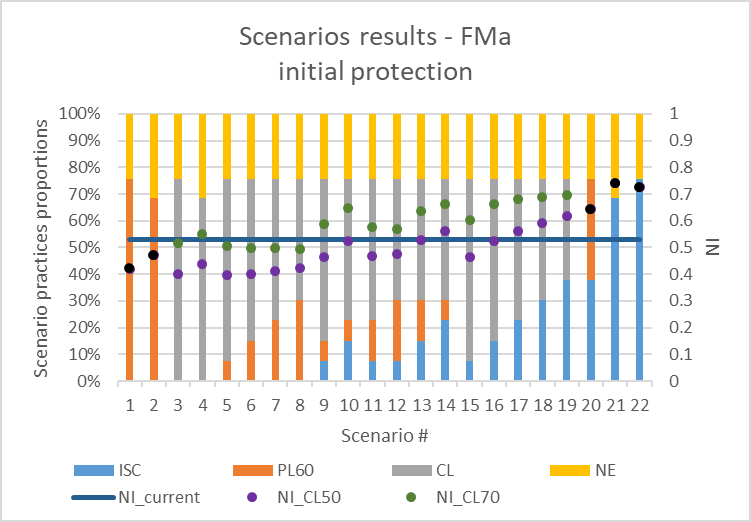 Scenarios results - FMa
initial protection
100%
90%
80%
70%
60%
50%
40%
30%
20%
10%
0%
Scenario practices proportions
1
0.9
0.8
0.7
0.6
0.5
0.4
0.3
0.2
0.1
0
NI
1 2 3 4 5 6 7 8 9 10 11 12 13 14 15 16 17 18 19 20 21 22
Scenario #
ISC PL60 CL NE
NI_current NI_CL50 NI_CL70